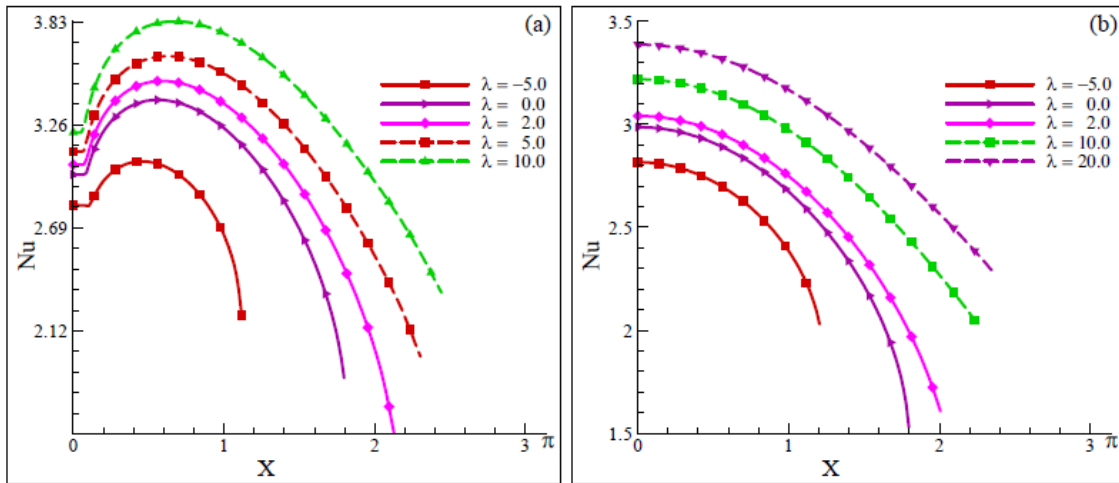 (a)
3.83
3.26
2.69
2.12
Nu
λ = −5.0
λ = 0.0
λ = 2.0
λ = 5.0
λ = 10.0
0 1 2 3 π
X
(b)
3.5
3
2.5
2
1.5
Nu
λ = −5.0
λ = 0.0
λ = 2.0
λ = 10.0
λ = 20.0
0 1 2 3 π
X